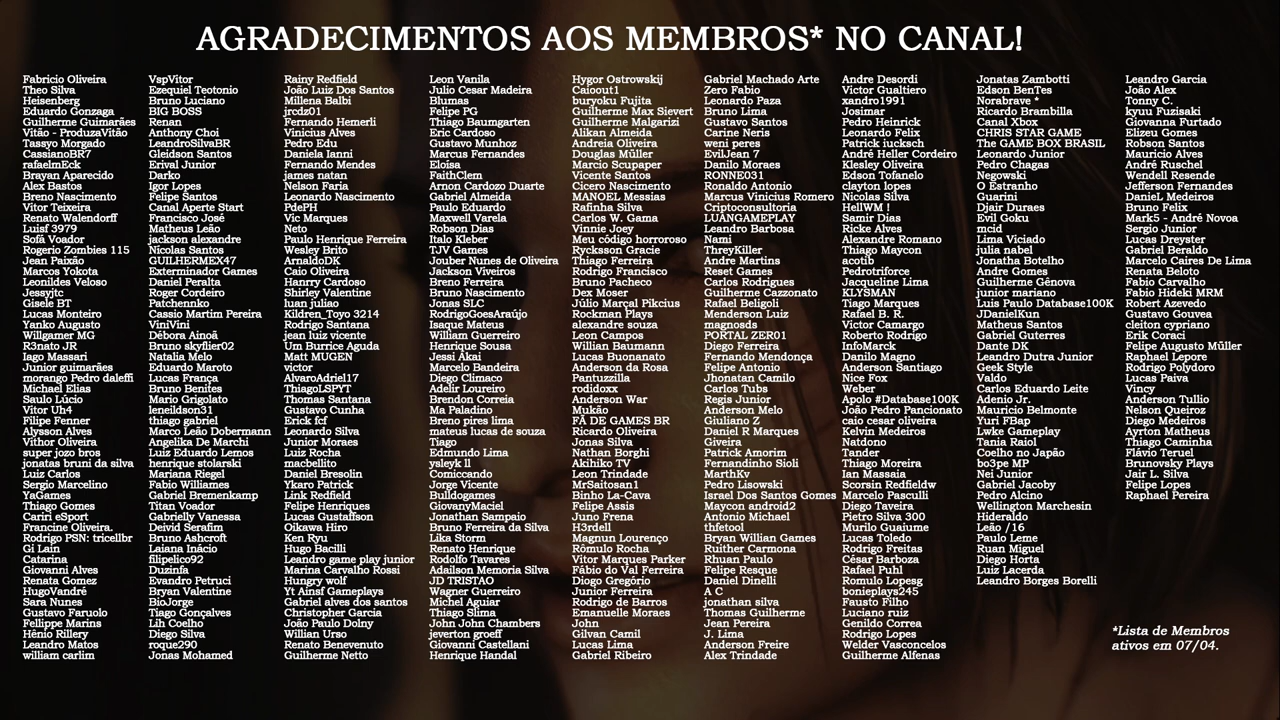 AGRADECIMENTOS AOS MEMBROS* NO CANAL!
Fabricio Oliveira
Theo Silva
Heisenberg
Eduardo Gonzaga
Guilherme Guimarães
Vitão - ProduzaVitão
Tassyo Morgado
CassianoBR7
rafaelmEck
Brayan Aparecido
Alex Bastos
Breno Nascimento
Vitor Teixeira
Renato Walendorff
Luisf 3979
Sofá Voador
Rogerio Zombies 115
Jean Paixão
Marcos Yokota
Leonildes Veloso
Jessyjtc
Gisele BT
Lucas Monteiro
Yanko Augusto
Willgamer MG
R3nato JR
Iago Massari
Junior guimarães
morango Pedro daleffi
Michael Elias
Saulo Lúcio
Vitor Uh4
Filipe Fenner
Alysson Alves
Vithor Oliveira
super jozo bros
jonatas bruni da silva
Luiz Carlos
Sergio Marcelino
YaGames
Thiago Gomes
Cariri eSport
Francine Oliveira.
Rodrigo PSN: tricellbr
Gi Lain
Catarina
Giovanni Alves
Renata Gomez
HugoVandré
Sara Nunes
Gustavo Faruolo
Fellippe Marins
Hênio Rillery
Leandro Matos
william carlim
VspVitor
Ezequiel Teotonio
Bruno Luciano
BIG BOSS
Renan
Anthony Choi
LeandroSilvaBR
Gleidson Santos
Erival Junior
Darko
Igor Lopes
Felipe Santos
Canal Aperte Start
Francisco José
Matheus Leão
jackson alexandre
Nícolas Santos
GUILHERMEX47
Exterminador Games
Daniel Peralta
Roger Cordeiro
Patchenko
Cassio Martim Pereira
ViniVini
Débora Ainoã
Bruno skyflier02
Natalia Melo
Eduardo Maroto
Lucas França
Bruno Benites
Mario Grigolato
leneildson31
thiago gabriel
Marco Leão Dobermann
Angelika De Marchi
Luiz Eduardo Lemos
henrique stolarski
Mariana Riegel
Fabio Williames
Gabriel Bremenkamp
Titan Voador
Gabrielly Vanessa
Deivid Serafim
Bruno Ashcroft
Laiana Inácio
filipelico92
Duzinfa
Evandro Petruci
Bryan Valentine
BioJorge
Tiago Gonçalves
Lih Coelho
Diego Silva
roque290
Jonas Mohamed
Rainy Redfield
João Luiz Dos Santos
Millena Balbi
jrodz01
Fernando Hemerli
Vinicius Alves
Pedro Edu
Daniela Ianni
Fernando Mendes
james natan
Nelson Faria
Leonardo Nascimento
PdePH
Vic Marques
Neto
Paulo Henrique Ferreira
Wesley Brito
ArnaldoDK
Caio Oliveira
Hanrry Cardoso
Shirley Valentine
luan juliao
Kildren_Toyo 3214
Rodrigo Santana
jean luiz vicente
Um Burrice Aguda
Matt MUGEN
victor
AlvaroAdriel17
ThiagoLSPYT
Thomas Santana
Gustavo Cunha
Erick fcf
Leonardo Silva
Junior Moraes
Luiz Rocha
macbellito
Daniel Bresolin
Ykaro Patrick
Link Redfield
Felipe Henriques
Lucas Gustaffson
Oikawa Hiro
Ken Ryu
Hugo Bacilli
Leandro game play junior
Marina Carvalho Rossi
Hungry wolf
Yt Ainsf Gameplays
Gabriel alves dos santos
Christopher Garcia
João Paulo Dolny
Willian Urso
Renato Benevenuto
Guilherme Netto
Leon Vanila
Julio Cesar Madeira
Blumas
Felipe PG
Thiago Baumgarten
Eric Cardoso
Gustavo Munhoz
Marcus Fernandes
Eloísa
FaithClem
Arnon Cardozo Duarte
Gabriel Almeida
Paulo Eduardo
Maxwell Varela
Robson Dias
Italo Kleber
TJV Games
Jouber Nunes de Oliveira
Jackson Viveiros
Breno Ferreira
Bruno Nascimento
Jonas SLC
RodrigoGoesAraújo
Isaque Mateus
William Guerreiro
Henrique Sousa
Jessi Akai
Marcelo Bandeira
Diego Climaco
Adelir Loureiro
Brendon Correia
Ma Paladino
Breno pires lima
mateus lucas de souza
Tiago
Edmundo Lima
ysleyk ll
Comiccando
Jorge Vicente
Bulldogames
GiovanyMaciel
Jonathan Sampaio
Bruno Ferreira da Silva
Lika Storm
Renato Henrique
Rodolfo Tavares
Adailson Memoria Silva
JD TRISTAO
Wagner Guerreiro
Michel Aguiar
Thiago Slima
John John Chambers
jeverton groeff
Giovanni Castellani
Henrique Handal
Hygor Ostrowskij
Caioout1
buryoku Fujita
Guilherme Max Sievert
Guilherme Malgarizi
Alikan Almeida
Andreia Oliveira
Douglas Müller
Marcio Scupaper
Vicente Santos
Cicero Nascimento
MANOEL Messias
Rafinha Silva
Carlos W. Gama
Vinnie Joey
Meu código horroroso
Rycksson Gracie
Thiago Ferreira
Rodrigo Francisco
Bruno Pacheco
Dex Moser
Júlio Marçal Pikcius
Rockman Plays
alexandre souza
Leon Campos
Willian Baumann
Lucas Buonanato
Anderson da Rosa
Pantuzzilla
rodidoxx
Anderson War
Mukão
FÃ DE GAMES BR
Ricardo Oliveira
Jonas Silva
Nathan Borghi
Akihiko TV
Leon Trindade
MrSaitosan1
Binho La-Cava
Felipe Assis
Juno Frena
H3rdell
Magnun Lourenço
Rômulo Rocha
Vitor Marques Parker
Fábio do Val Ferreira
Diogo Gregório
Junior Ferreira
Rodrigo de Barros
Emanuelle Moraes
John
Gilvan Camil
Lucas Lima
Gabriel Ribeiro
Gabriel Machado Arte
Zero Fabio
Leonardo Paza
Bruno Lima
Gustavo Santos
Carine Neris
weni peres
EvilJean 7
Danilo Moraes
RONNE031
Ronaldo Antonio
Marcus Vinicius Romero
Criptoconsultoria
LUANGAMEPLAY
Leandro Barbosa
Nami
ThreyKiller
Andre Martins
Reset Games
Carlos Rodrigues
Guilherme Cazzonato
Rafael Beligoli
Menderson Luiz
magnosds
PORTAL ZER01
Diego Ferreira
Fernando Mendonça
Felipe Antonio
Jhonatan Camilo
Carlos Tubs
Regis Junior
Anderson Melo
Giuliano Z
Daniel R Marques
Giveira
Patrick Amorim
Fernandinho Sioli
MarthKv
Pedro Lisowski
Israel Dos Santos Gomes
Maycon android2
Antonio Michael
thfetool
Bryan Willian Games
Ruither Carmona
Rhuan Paulo
Felipe Resque
Daniel Dinelli
A C
jonathan silva
Thomas Guilherme
Jean Pereira
J. Lima
Anderson Freire
Alex Trindade
Andre Desordi
Victor Gualtiero
xandro1991
Josimar
Pedro Heinrick
Leonardo Felix
Patrick iucksch
André Heller Cordeiro
Elsisley Oliveira
Edson Tofanelo
clayton lopes
Nicolas Silva
HellWM !
Samir Dias
Ricke Alves
Alexandre Romano
Thiago Maycon
acotib
Pedrotriforce
Jacqueline Lima
KLYSMAN
Tiago Marques
Rafael B. R.
Victor Camargo
Roberto Rodrigo
InfoMarck
Danilo Magno
Anderson Santiago
Nice Fox
Weber
Apolo #Database100K
João Pedro Pancionato
caio cesar oliveira
Kelvin Medeiros
Natdono
Tander
Thiago Moreira
Ian Massaia
Scorsin Redfieldw
Marcelo Pasculli
Diego Taveira
Pietro Silva 300
Murilo Guaiume
Lucas Toledo
Rodrigo Freitas
César Barboza
Rafael Puhl
Romulo Lopesg
bonieplays245
Fausto Filho
Luciano ruiz
Genildo Correa
Rodrigo Lopes
Welder Vasconcelos
Guilherme Alfenas
Jonatas Zambotti
Edson BenTes
Norabrave *
Ricardo Brambilla
Canal Xbox
CHRIS STAR GAME
The GAME BOX BRASIL
Leonardo Junior
Pedro Chagas
Negowski
O Estranho
Guarini
Djair Duraes
Evil Goku
mcid
Lima Viciado
julia nabel
Jonatha Botelho
Andre Gomes
Guilherme Gênova
junior mariano
Luis Paulo Database100K
JDanielKun
Matheus Santos
Gabriel Guterres
Dante DK
Leandro Dutra Junior
Geek Style
Valdo
Carlos Eduardo Leite
Adenio Jr.
Mauricio Belmonte
Yuri FBap
Lwke Gameplay
Tania Raiol
Coelho no Japão
bo3pe MP
Nei Junior
Gabriel Jacoby
Pedro Alcino
Wellington Marchesin
Hideraldo
Leão /16
Paulo Leme
Ruan Miguel
Diego Horta
Luiz Lacerda
Leandro Borges Borelli
Leandro Garcia
João Alex
Tonny C.
kyuu Fuzisaki
Giovanna Furtado
Elizeu Gomes
Robson Santos
Mauricio Alves
André Ruschel
Wendell Resende
Jefferson Fernandes
DanieL Medeiros
Bruno Felix
Mark5 - André Novoa
Sergio Junior
Lucas Dreyster
Gabriel Beraldo
Marcelo Caires De Lima
Renata Beloto
Fabio Carvalho
Fabio Hideki MRM
Robert Azevedo
Gustavo Gouvea
cleiton cypriano
Erik Coraci
Felipe Augusto Müller
Raphael Lepore
Rodrigo Polydoro
Lucas Paiva
Wincy
Anderson Tullio
Nelson Queiroz
Diego Medeiros
Ayrton Matheus
Thiago Caminha
Flávio Teruel
Brunovsky Plays
Jair L. Silva
Felipe Lopes
Raphael Pereira
*Lista de Membros
ativos em 07/04.